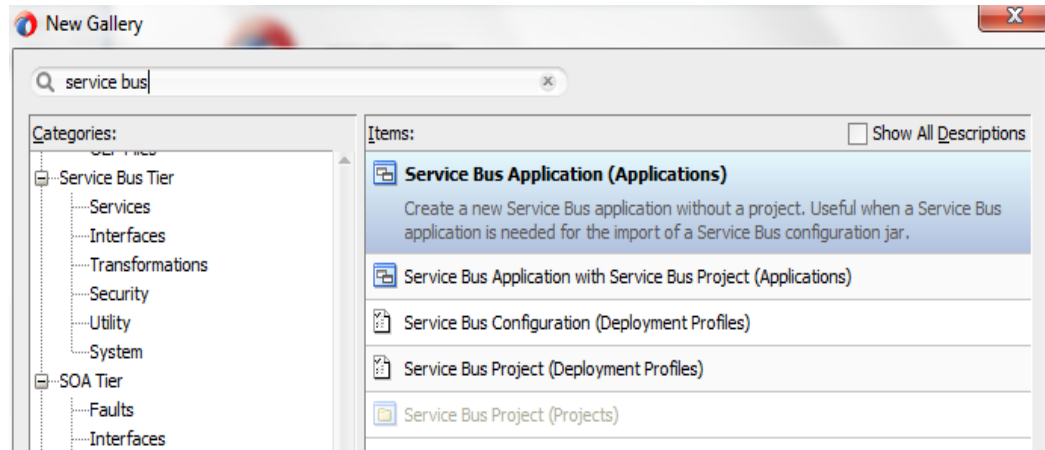 New Gallery
service bus
Categories:
Service Bus Tier
Services
Interfaces
Transformations
Security
Utility
System
SOA Tier
Faults
Interfaces
Items:
Show All Descriptions
Service Bus Application (Applications)
Create a new Service Bus application without a project. Useful when a Service Bus
application is needed for the import of a Service Bus configuration jar.
Service Bus Application with Service Bus Project (Applications)
Service Bus Configuration (Deployment Profiles)
Service Bus Project (Deployment Profiles)
Service Bus Project (Projects)